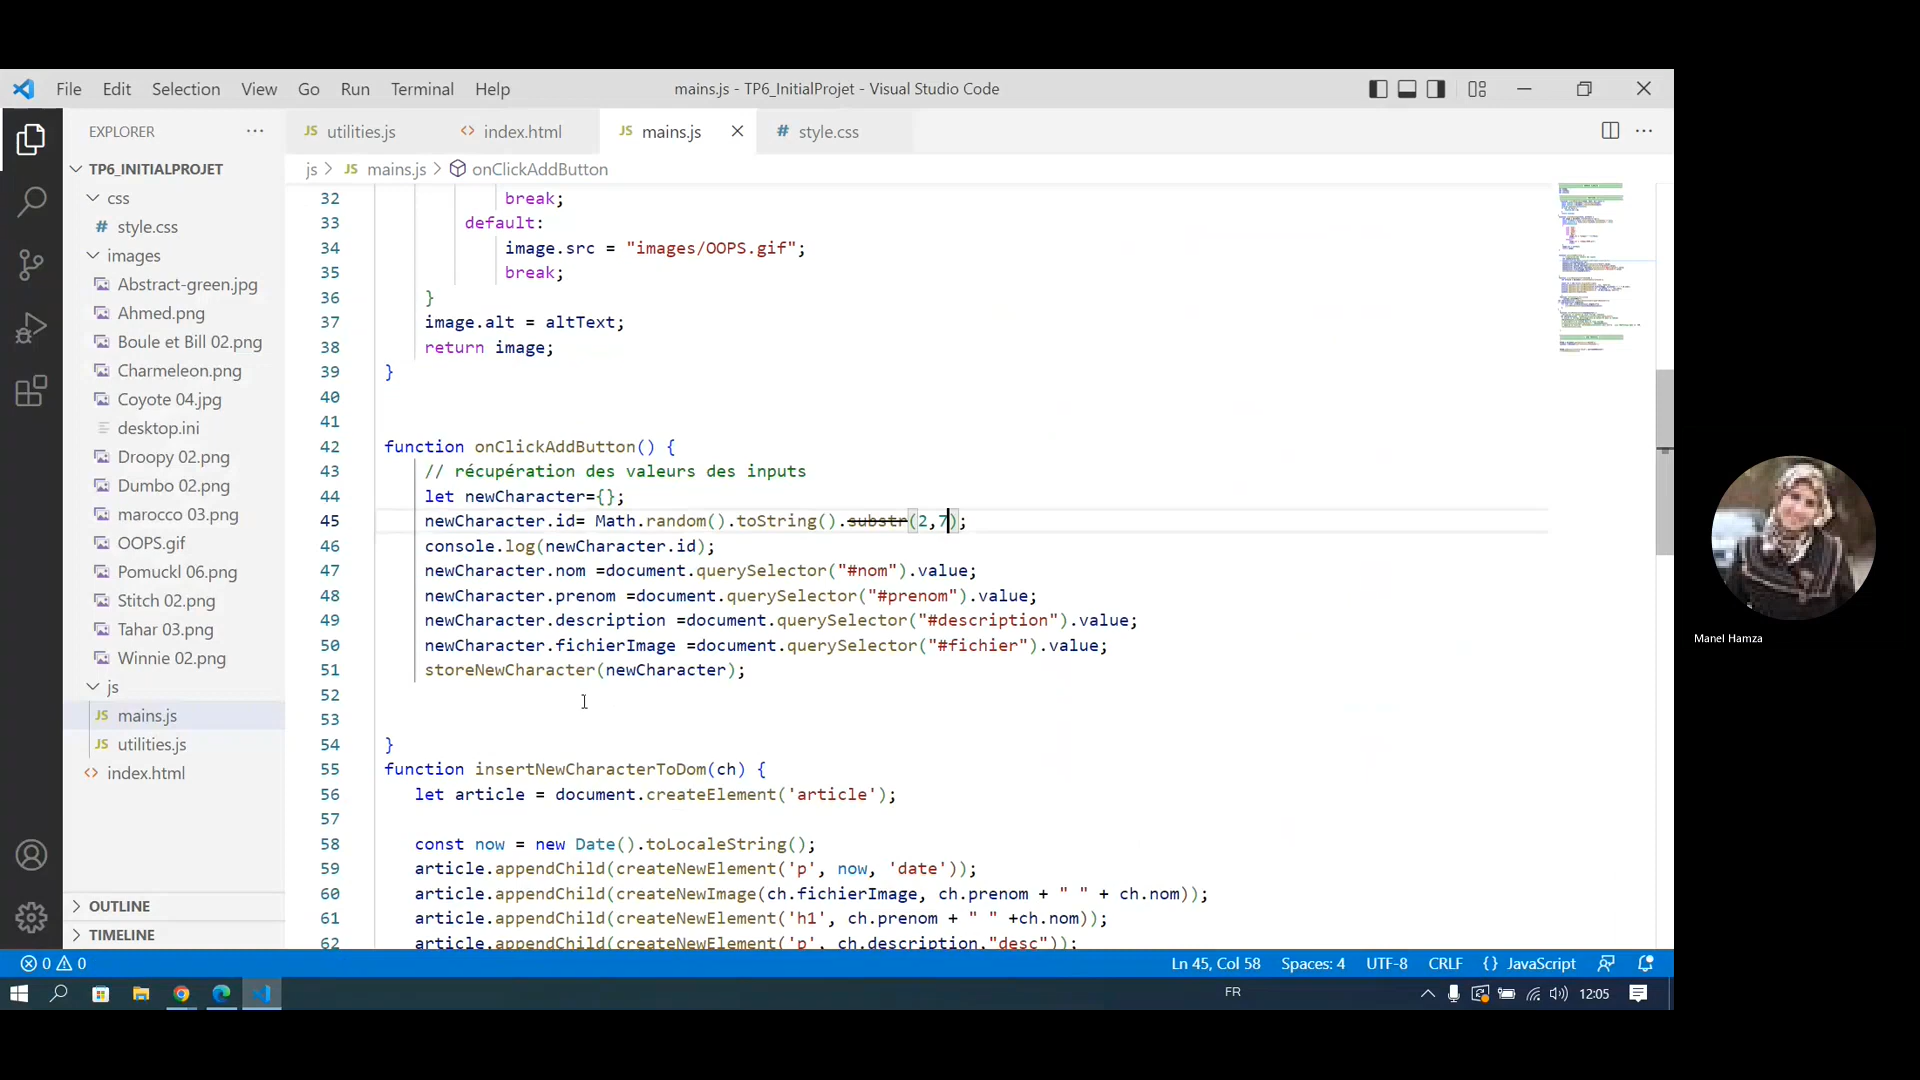 File Edit Selection View Go Run Terminal Help mains.js - TP6_InitialProjet - Visual Studio Code
EXPLORER
JS utilities.js <> index.html JS mains.js # style.css
TP6_INITIALPROJET
js > JS mains.js > onClickAddButton
css
# style.css
images
Abstract-green.jpg
Ahmed.png
Boule et Bill 02.png
Charmeleon.png
Coyote 04.jpg
desktop.ini
Droopy 02.png
Dumbo 02.png
marocco 03.png
OOPS.gif
Pomuckl 06.png
Stitch 02.png
Tahar 03.png
Winnie 02.png
js
JS mains.js
JS utilities.js
<> index.html
OUTLINE
TIMELINE
32 break;
33 default:
34 image.src = "images/OOPS.gif";
35 break;
36 }
37 image.alt = altText;
38 return image;
39 }
40
41
42 function onClickAddButton() {
43 // récupération des valeurs des inputs
44 let newCharacter={};
45 newCharacter.id= Math.random().toString().substr(2,7);
46 console.log(newCharacter.id);
47 newCharacter.nom =document.querySelector("#nom").value;
48 newCharacter.prenom =document.querySelector("#prenom").value;
49 newCharacter.description =document.querySelector("#description").value;
50 newCharacter.fichierImage =document.querySelector("#fichier").value;
51 storeNewCharacter(newCharacter);
52
53
54 }
55 function insertNewCharacterToDom(ch) {
56 let article = document.createElement('article');
57
58 const now = new Date().toLocaleString();
59 article.appendChild(createNewElement('p', now, 'date'));
60 article.appendChild(createNewImage(ch.fichierImage, ch.prenom + " " + ch.nom));
61 article.appendChild(createNewElement('h1', ch.prenom + " " +ch.nom));
62 article.appendChild(createNewElement('p', ch.description,"desc"));
Manel Hamza
0 0 Ln 45, Col 58 Spaces: 4 UTF-8 CRLF {} JavaScript
FR 12:05